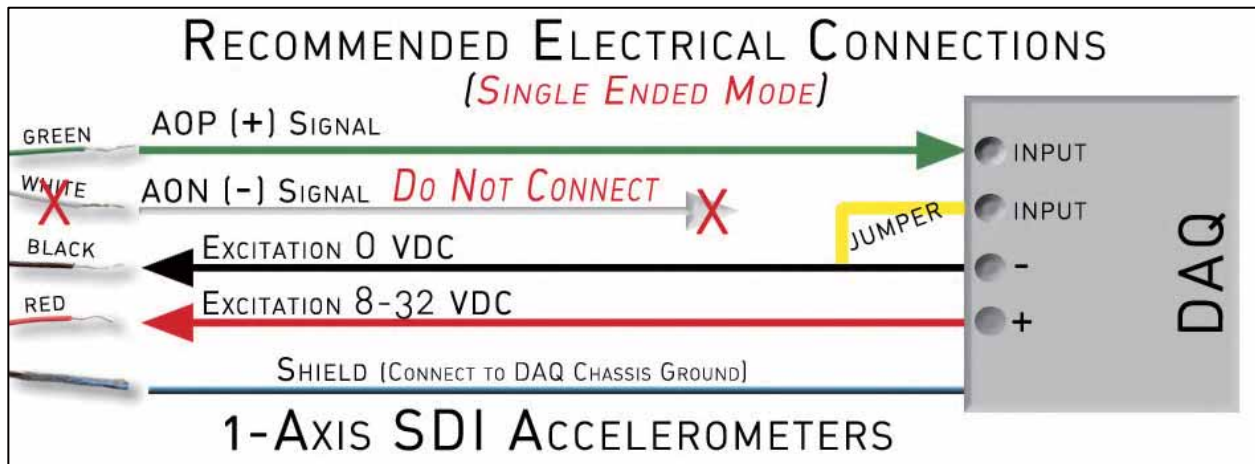 RECOMMENDED ELECTRICAL CONNECTIONS
(SINGLE ENDED MODE)
GREEN
AOP (+) SIGNAL
INPUT
WHITE
AON (-) SIGNAL
DO NOT CONNECT
X
X
JUMPER
INPUT
BLACK
EXCITATION 0 VDC
-
RED
EXCITATION 8-32 VDC
+
DAQ
SHIELD (CONNECT TO DAQ CHASSIS GROUND)
1-AXIS SDI ACCELEROMETERS